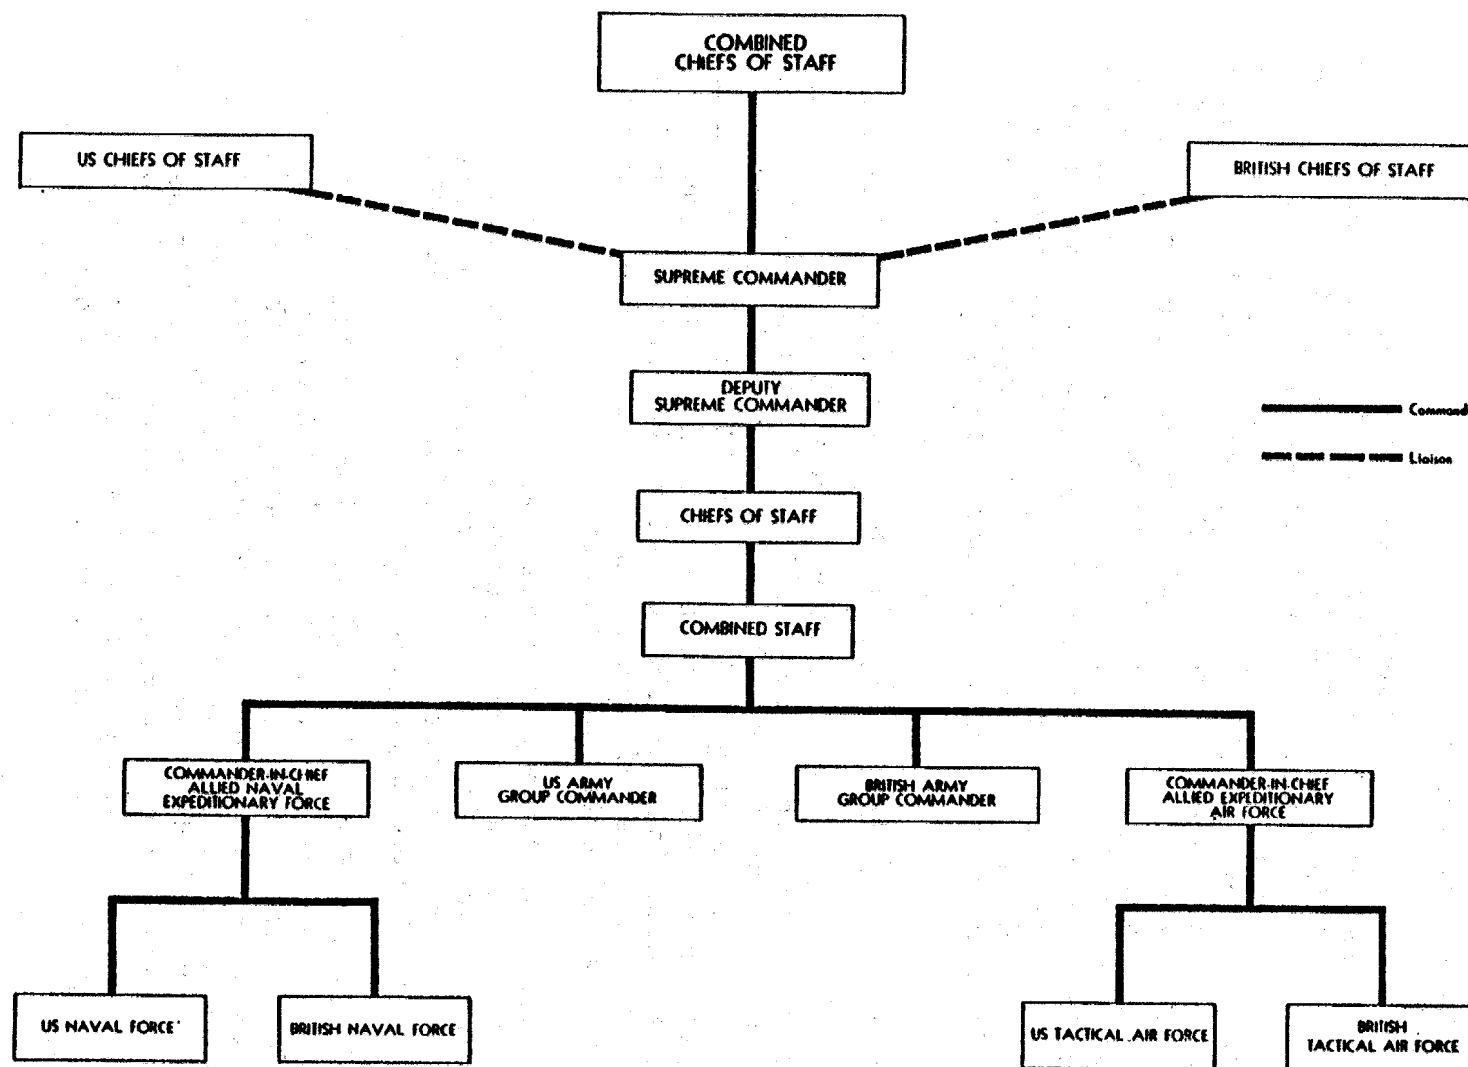 COMBINED
CHIEFS OF STAFF
US CHIEFS OF STAFF
BRITISH CHIEFS OF STAFF
SUPREME COMMANDER
DEPUTY
SUPREME COMMANDER
Command
Liaison
CHIEFS OF STAFF
COMBINED STAFF
COMMANDER-IN-CHIEF
ALLIED NAVAL
EXPEDITIONARY FORCE
US ARMY
GROUP COMMANDER
BRITISH ARMY
GROUP COMMANDER
COMMANDER-IN-CHIEF
ALLIED EXPEDITIONARY
AIR FORCE
US NAVAL FORCE
BRITISH NAVAL FORCE
US TACTICAL AIR FORCE
BRITISH
TACTICAL AIR FORCE